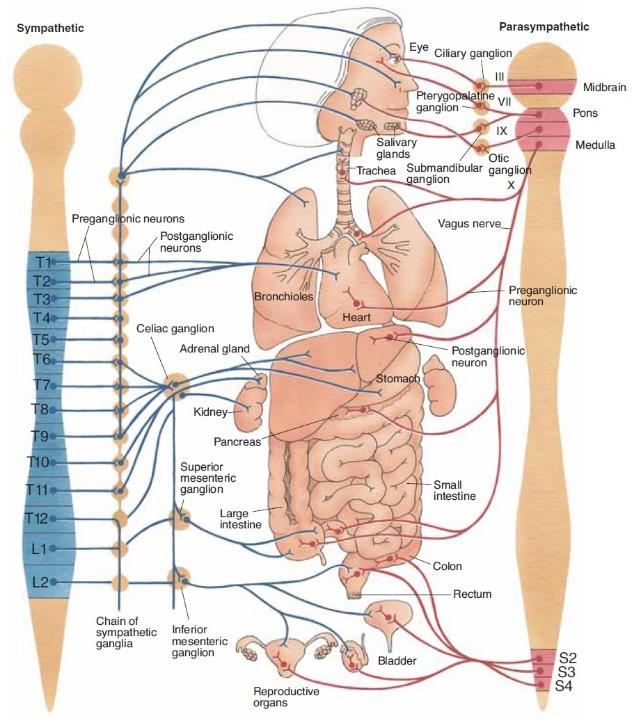 Sympathetic
Parasympathetic
Eye
Ciliary ganglion
III
Midbrain
Pterygopalatine
ganglion
VII
Pons
IX
Medulla
Salivary
glands
Submandibular
ganglion
Otic
ganglion
X
Trachea
Vagus nerve
Preganglionic neurons
Postganglionic
neurons
T1
T2
T3
T4
T5
T6
T7
T8
T9
T10
T11
T12
L1
L2
Bronchioles
Heart
Preganglionic
neuron
Celiac ganglion
Adrenal gland
Postganglionic
neuron
Stomach
Kidney
Pancreas
Superior
mesenteric
ganglion
Large
intestine
Small
intestine
Colon
Rectum
Chain of
sympathetic
ganglia
Inferior
mesenteric
ganglion
Bladder
Reproductive
organs
S2
S3
S4